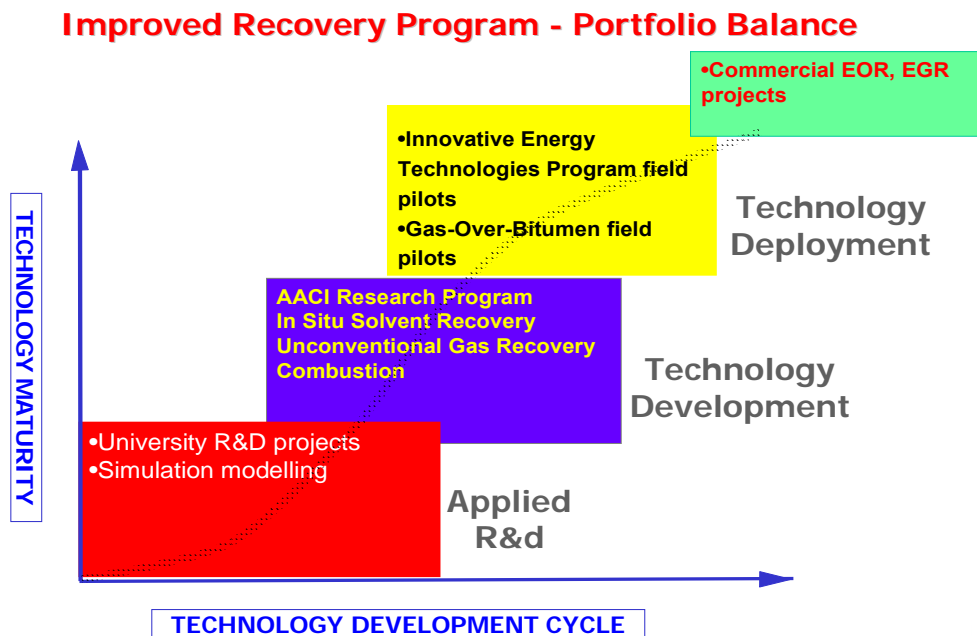 Improved Recovery Program - Portfolio Balance
•Commercial EOR, EGR
projects
•Innovative Energy
Technologies Program field
pilots
•Gas-Over-Bitumen field
pilots
Technology
Deployment
AACI Research Program
In Situ Solvent Recovery
Unconventional Gas Recovery
Combustion
Technology
Development
•University R&D projects
•Simulation modelling
Applied
R&d
TECHNOLOGY MATURITY
TECHNOLOGY DEVELOPMENT CYCLE